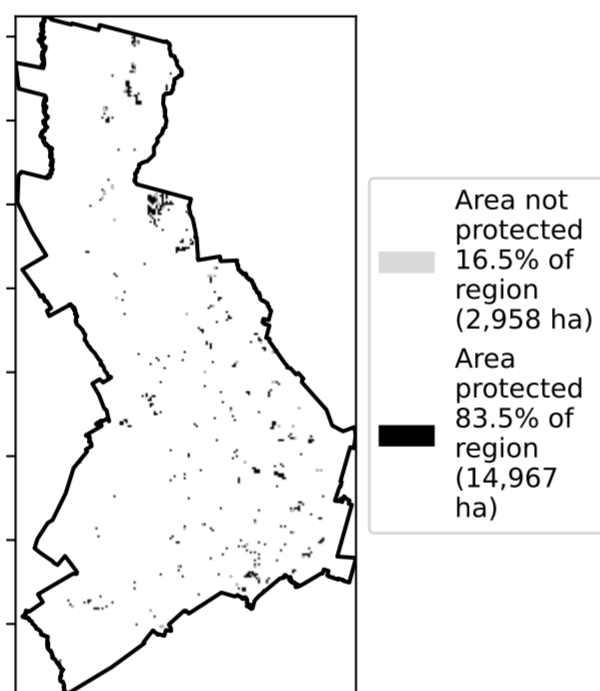 Area not
protected
16.5% of
region
(2,958 ha)
Area
protected
83.5% of
region
(14,967
ha)